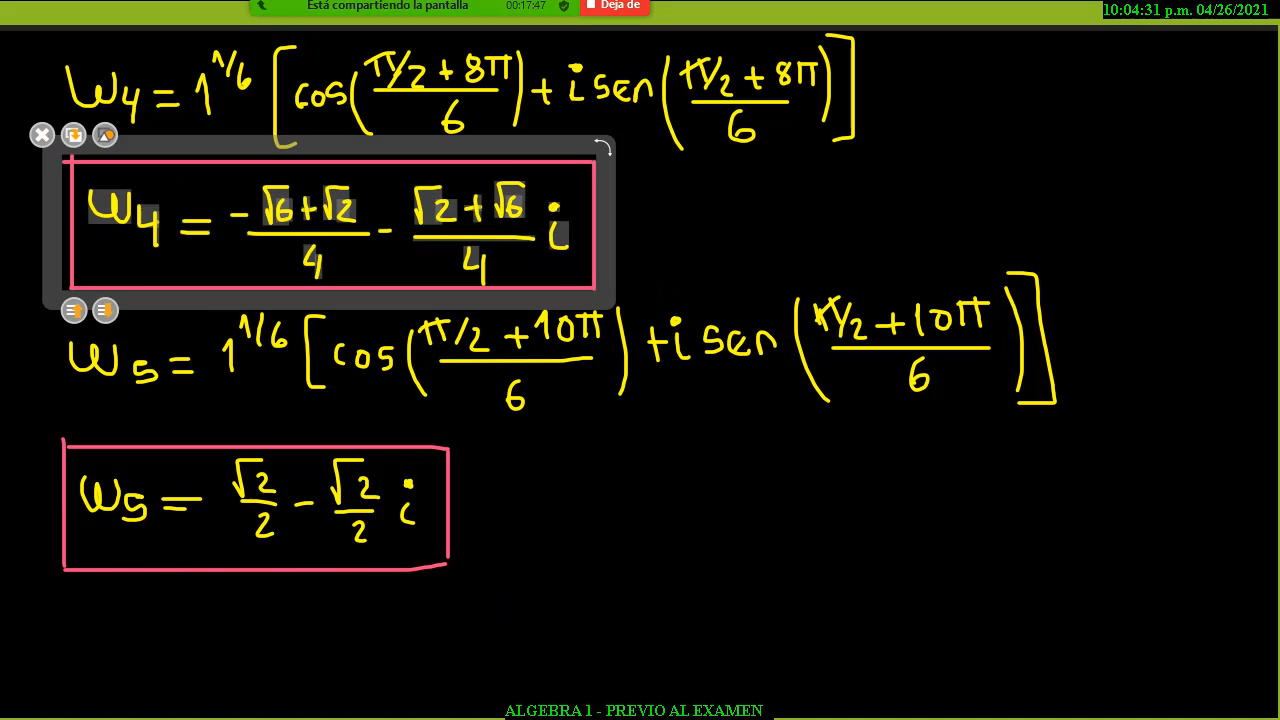 Está compartiendo la pantalla 00:17:47 Deja de
10:04:31 p.m. 04/26/2021
W4 = 1^1/6 [cos((π/2 + 8π)/6) + i sen((π/2 + 8π)/6)]
W4 = - (√6 + √2)/4 - (√2 + √6)/4 i
W5 = 1^1/6 [cos((π/2 + 10π)/6) + i sen((π/2 + 10π)/6)]
W5 = √2/2 - √2/2 i
ALGEBRA 1 - PREVIO AL EXAMEN